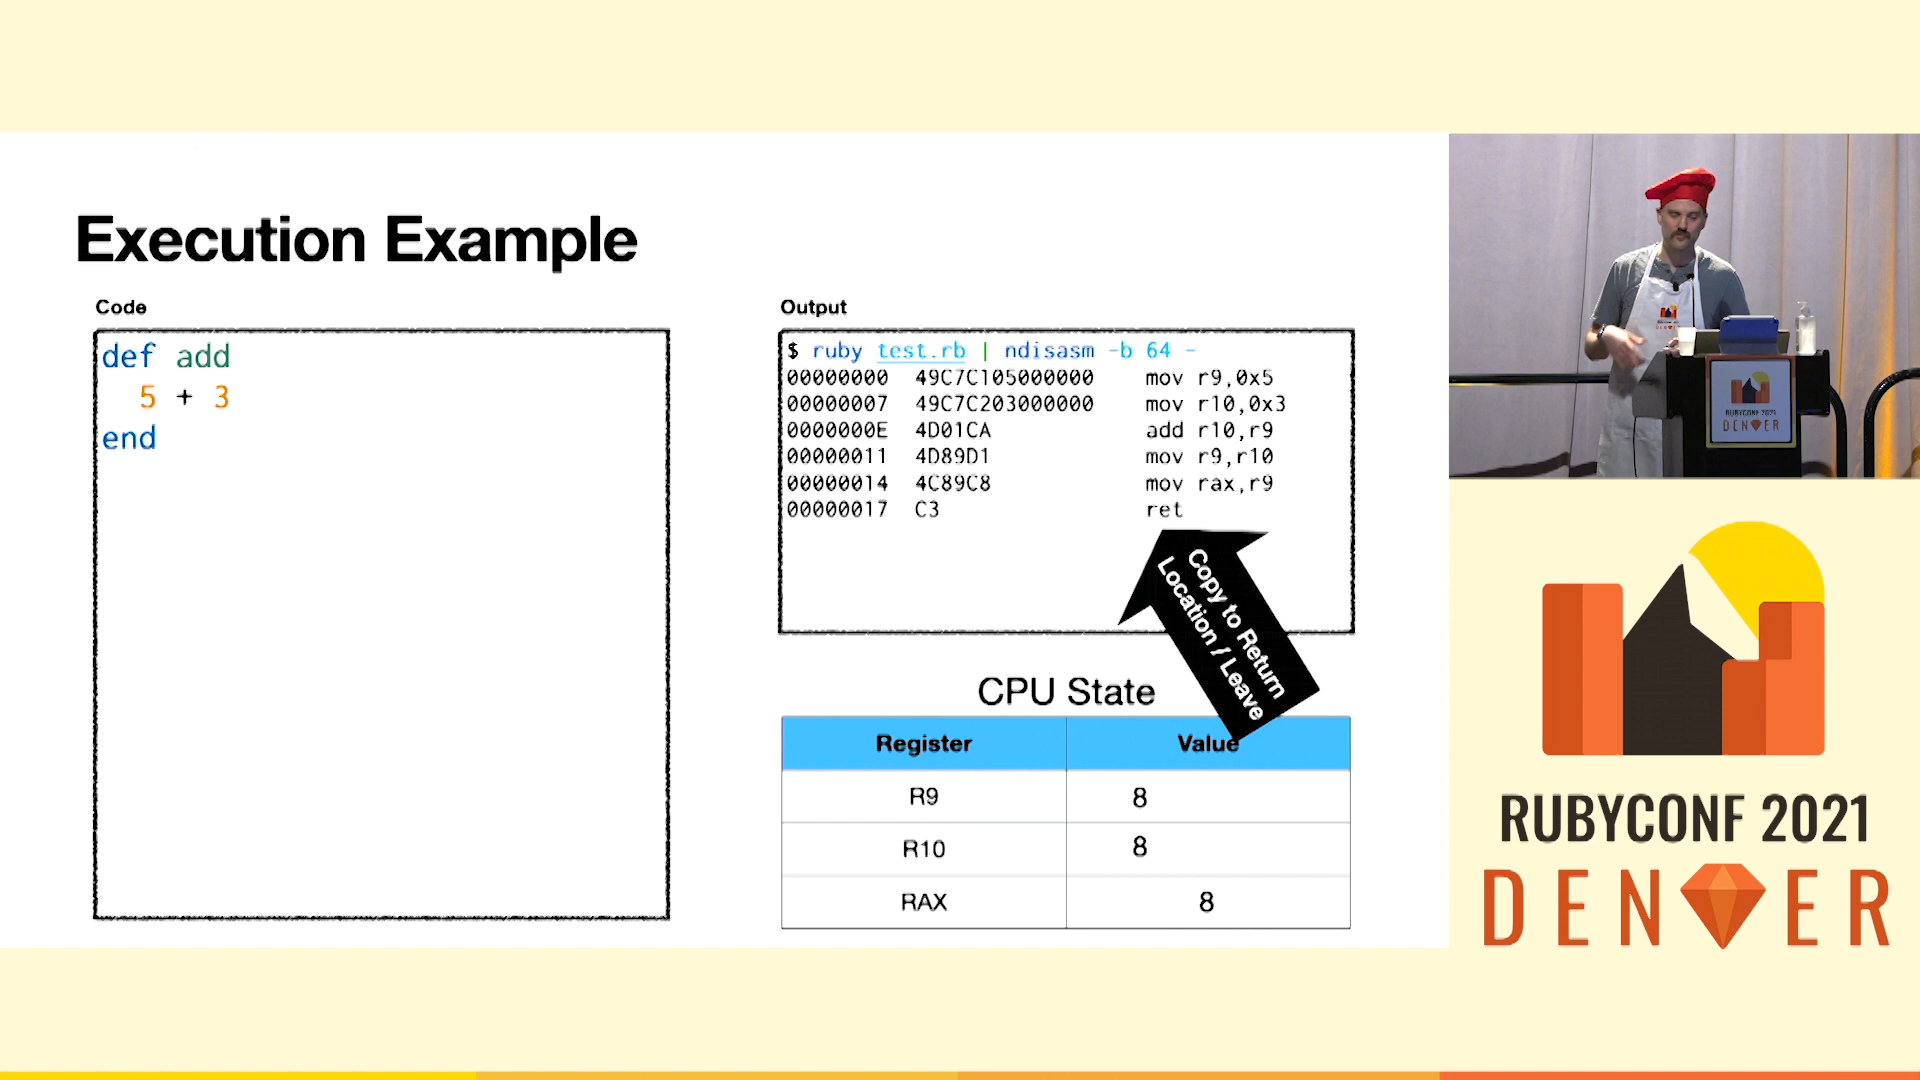 Execution Example
Code
def add
5 + 3
end
Output
$ ruby test.rb | ndisasm -b 64 -
00000000 49C7C105000000 mov r9,0x5
00000007 49C7C203000000 mov r10,0x3
0000000E 4D01CA add r10,r9
00000011 4D89D1 mov r9,r10
00000014 4C89C8 mov rax,r9
00000017 C3 ret
Copy to Return
Location / Leave
CPU State
Register Value
R9 8
R10 8
RAX 8
RUBYCONF 2021
DENVER
RUBYCONF 2021
DENVER